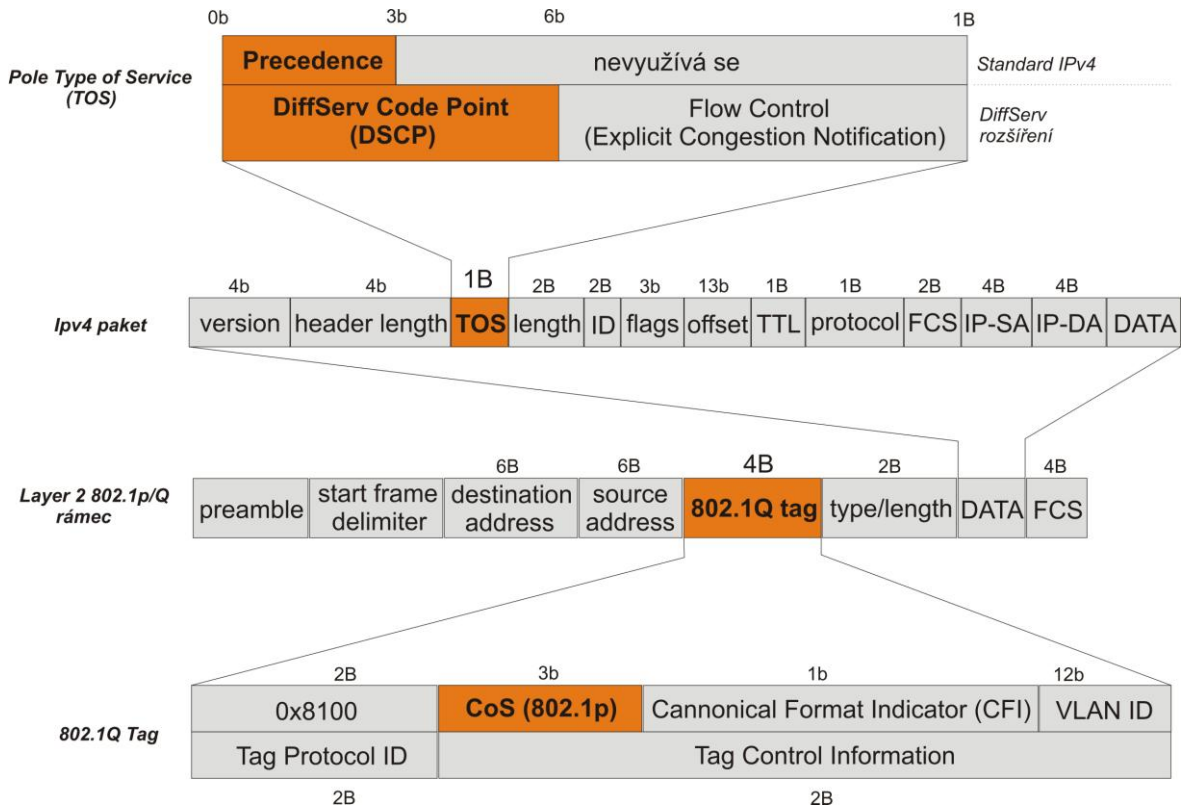 0b 3b 6b 1B
Pole Type of Service
(TOS)
Precedence nevyužívá se Standard IPv4
DiffServ Code Point
(DSCP)
Flow Control
(Explicit Congestion Notification)
DiffServ
rozšíření
4b 4b 1B 2B 2B 3b 13b 1B 1B 2B 4B 4B
Ipv4 paket version header length TOS length ID flags offset TTL protocol FCS IP-SA IP-DA DATA
6B 6B 4B 2B 4B
Layer 2 802.1p/Q
rámec
preamble
start frame
delimiter
destination
address
source
address
802.1Q tag type/length DATA FCS
2B 3b 1b 12b
802.1Q Tag
0x8100 CoS (802.1p) Cannonical Format Indicator (CFI) VLAN ID
Tag Protocol ID Tag Control Information
2B 2B